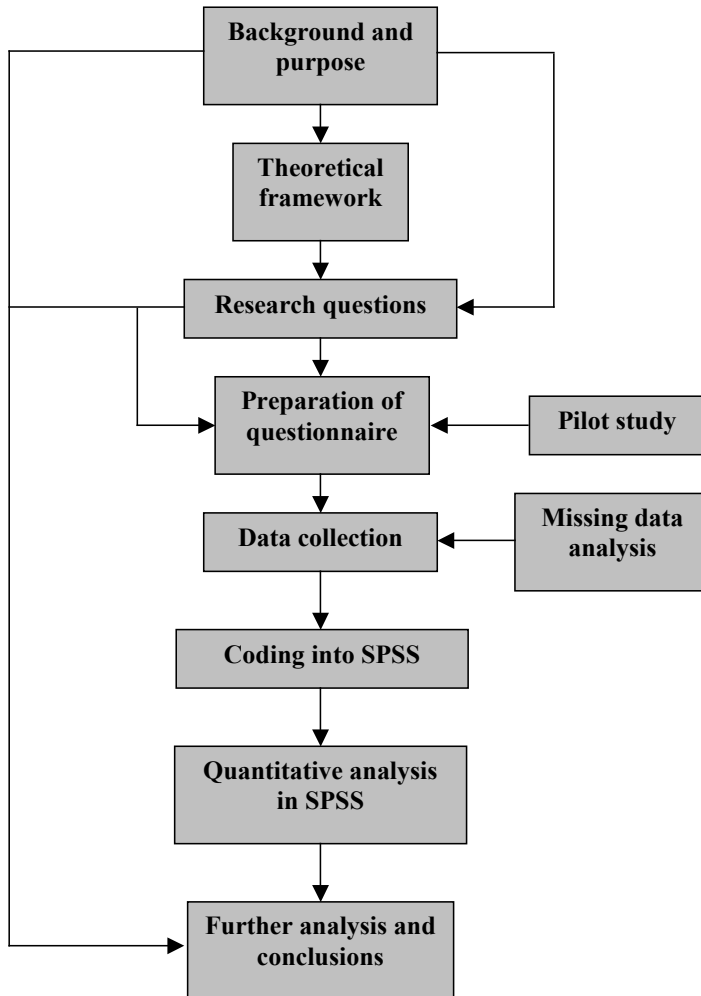 Background and
purpose
Theoretical
framework
Research questions
Preparation of
questionnaire
Pilot study
Data collection
Missing data
analysis
Coding into SPSS
Quantitative analysis
in SPSS
Further analysis and
conclusions